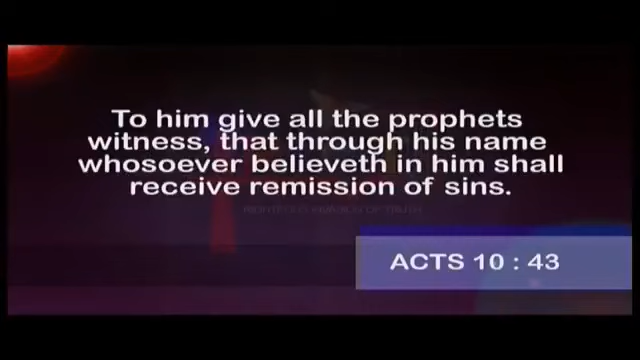 To him give all the prophets
witness, that through his name
whosoever believeth in him shall
receive remission of sins.
ACTS 10 : 43